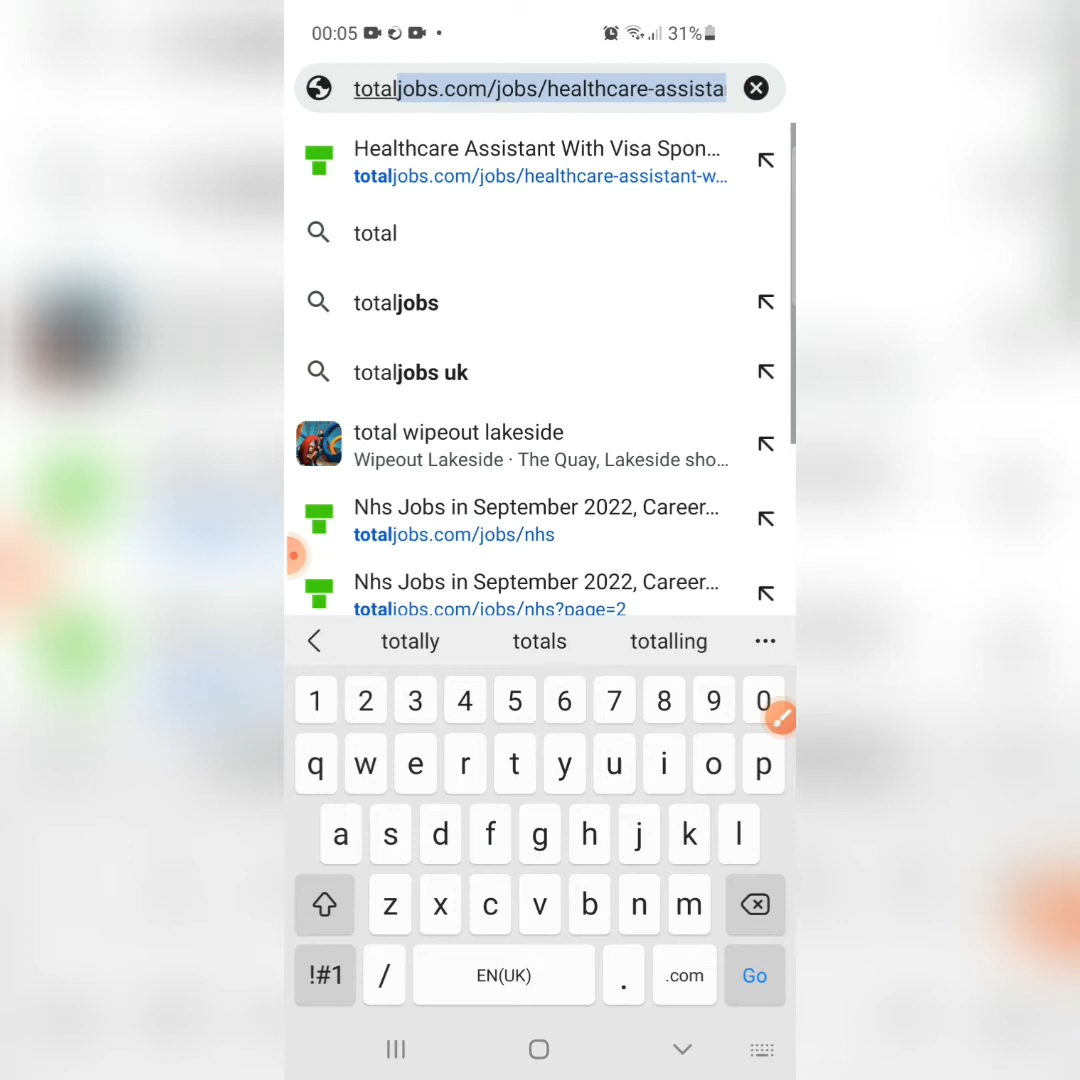 00:05 31%
totaljobs.com/jobs/healthcare-assista
Healthcare Assistant With Visa Spon...
totaljobs.com/jobs/healthcare-assistant-w...
total
totaljobs
totaljobs uk
total wipeout lakeside
Wipeout Lakeside · The Quay, Lakeside sho...
Nhs Jobs in September 2022, Career...
totaljobs.com/jobs/nhs
Nhs Jobs in September 2022, Career...
totaljobs.com/jobs/nhs?page=2
totally totals totalling
1 2 3 4 5 6 7 8 9 0
q w e r t y u i o p
a s d f g h j k l
z x c v b n m
!#1 / EN(UK) . .com Go